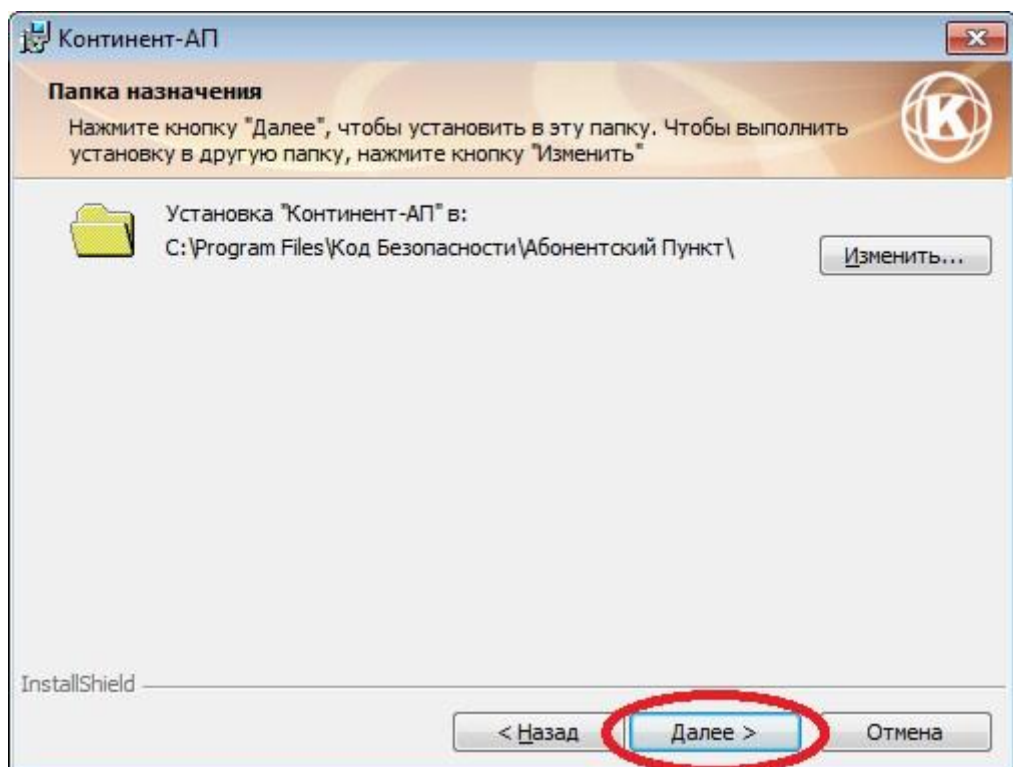 Континент-АП
Папка назначения
Нажмите кнопку "Далее", чтобы установить в эту папку. Чтобы выполнить
установку в другую папку, нажмите кнопку "Изменить"
Установка "Континент-АП" в:
C:\Program Files\Код Безопасности\Абонентский Пункт\
Изменить...
InstallShield
< Назад
Далее >
Отмена